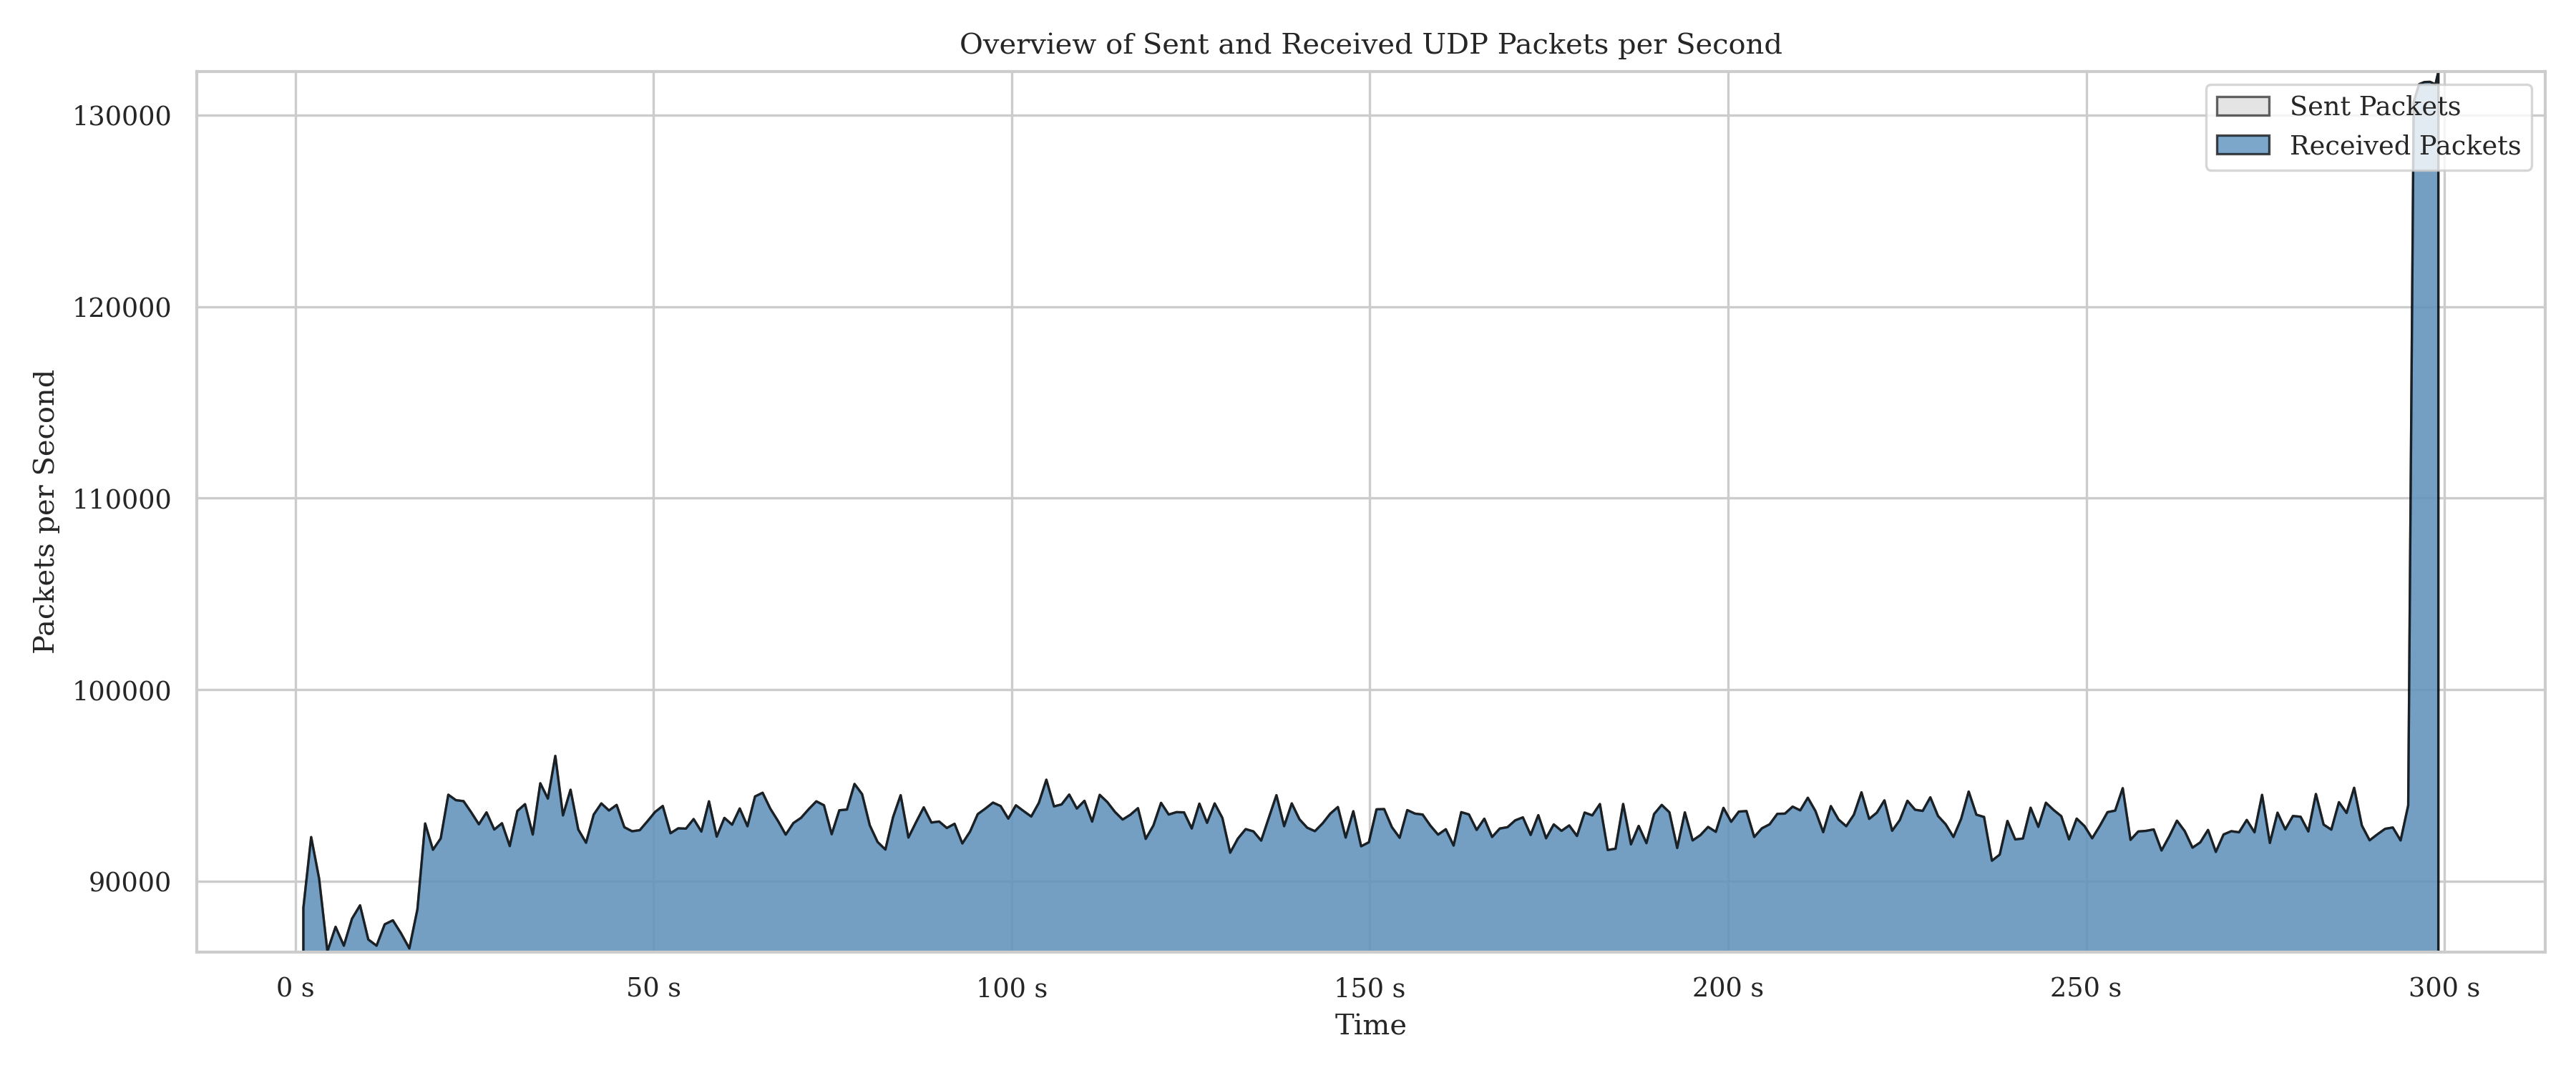 Overview of Sent and Received UDP Packets per Second
Sent Packets
Received Packets
130000
120000
110000
100000
90000
Packets per Second
0 s 50 s 100 s 150 s 200 s 250 s 300 s
Time